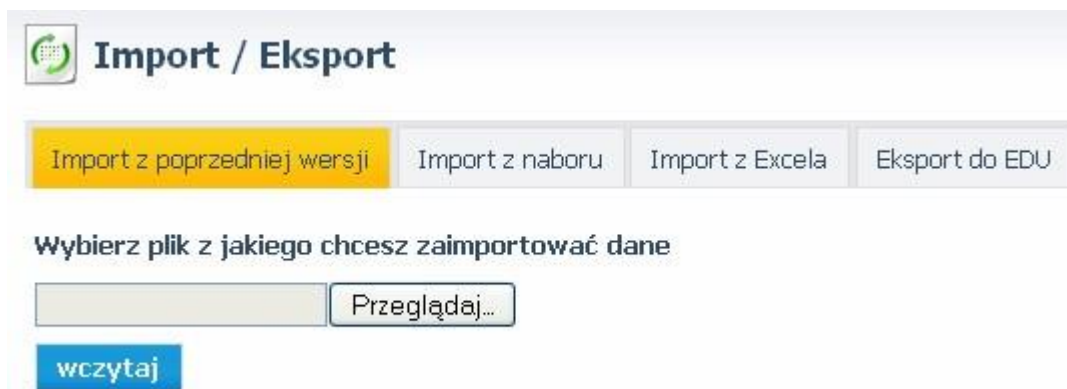 Import / Eksport
Import z poprzedniej wersji Import z naboru Import z Excela Eksport do EDU
Wybierz plik z jakiego chcesz zaimportować dane
Przeglądaj...
wczytaj